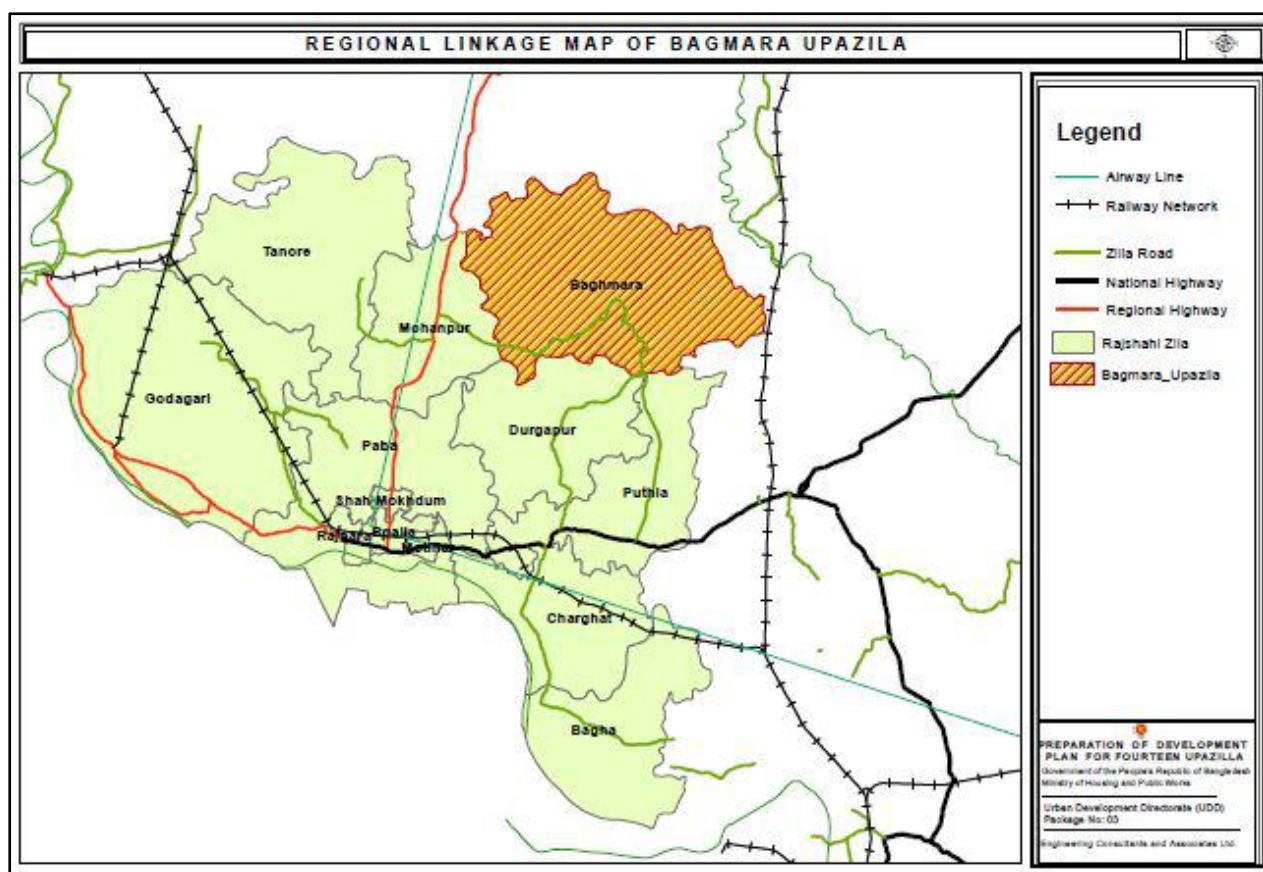 REGIONAL LINKAGE MAP OF BAGMARA UPAZILA
Legend
Airway Line
Railway Network
Zilla Road
National Highway
Regional Highway
Rajshahi Zila
Bagmara_Upazila
Tanore
Baghmara
Mohanpur
Godagari
Durgapur
Paba
Puthia
Shah Mokhdum
Charghat
Bagha
PREPARATION OF DEVELOPMENT
PLAN FOR FOURTEEN UPAZILLA
Government of the People's Republic of Bangladesh
Ministry of Housing and Public Works
Urban Development Directorate (UDD)
Package No: 03
Engineering Consultants and Associates Ltd.